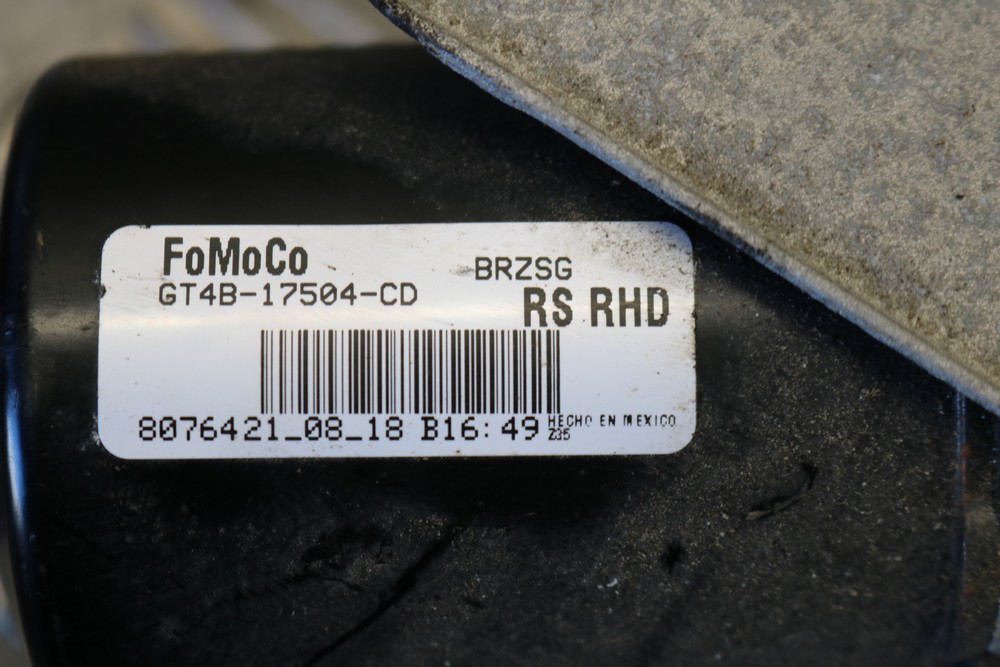 FoMoCo
BRZSG
GT4B-17504-CD
RS RHD
8076421_08_18 B16:49
HECHO EN MEXICO
Z35